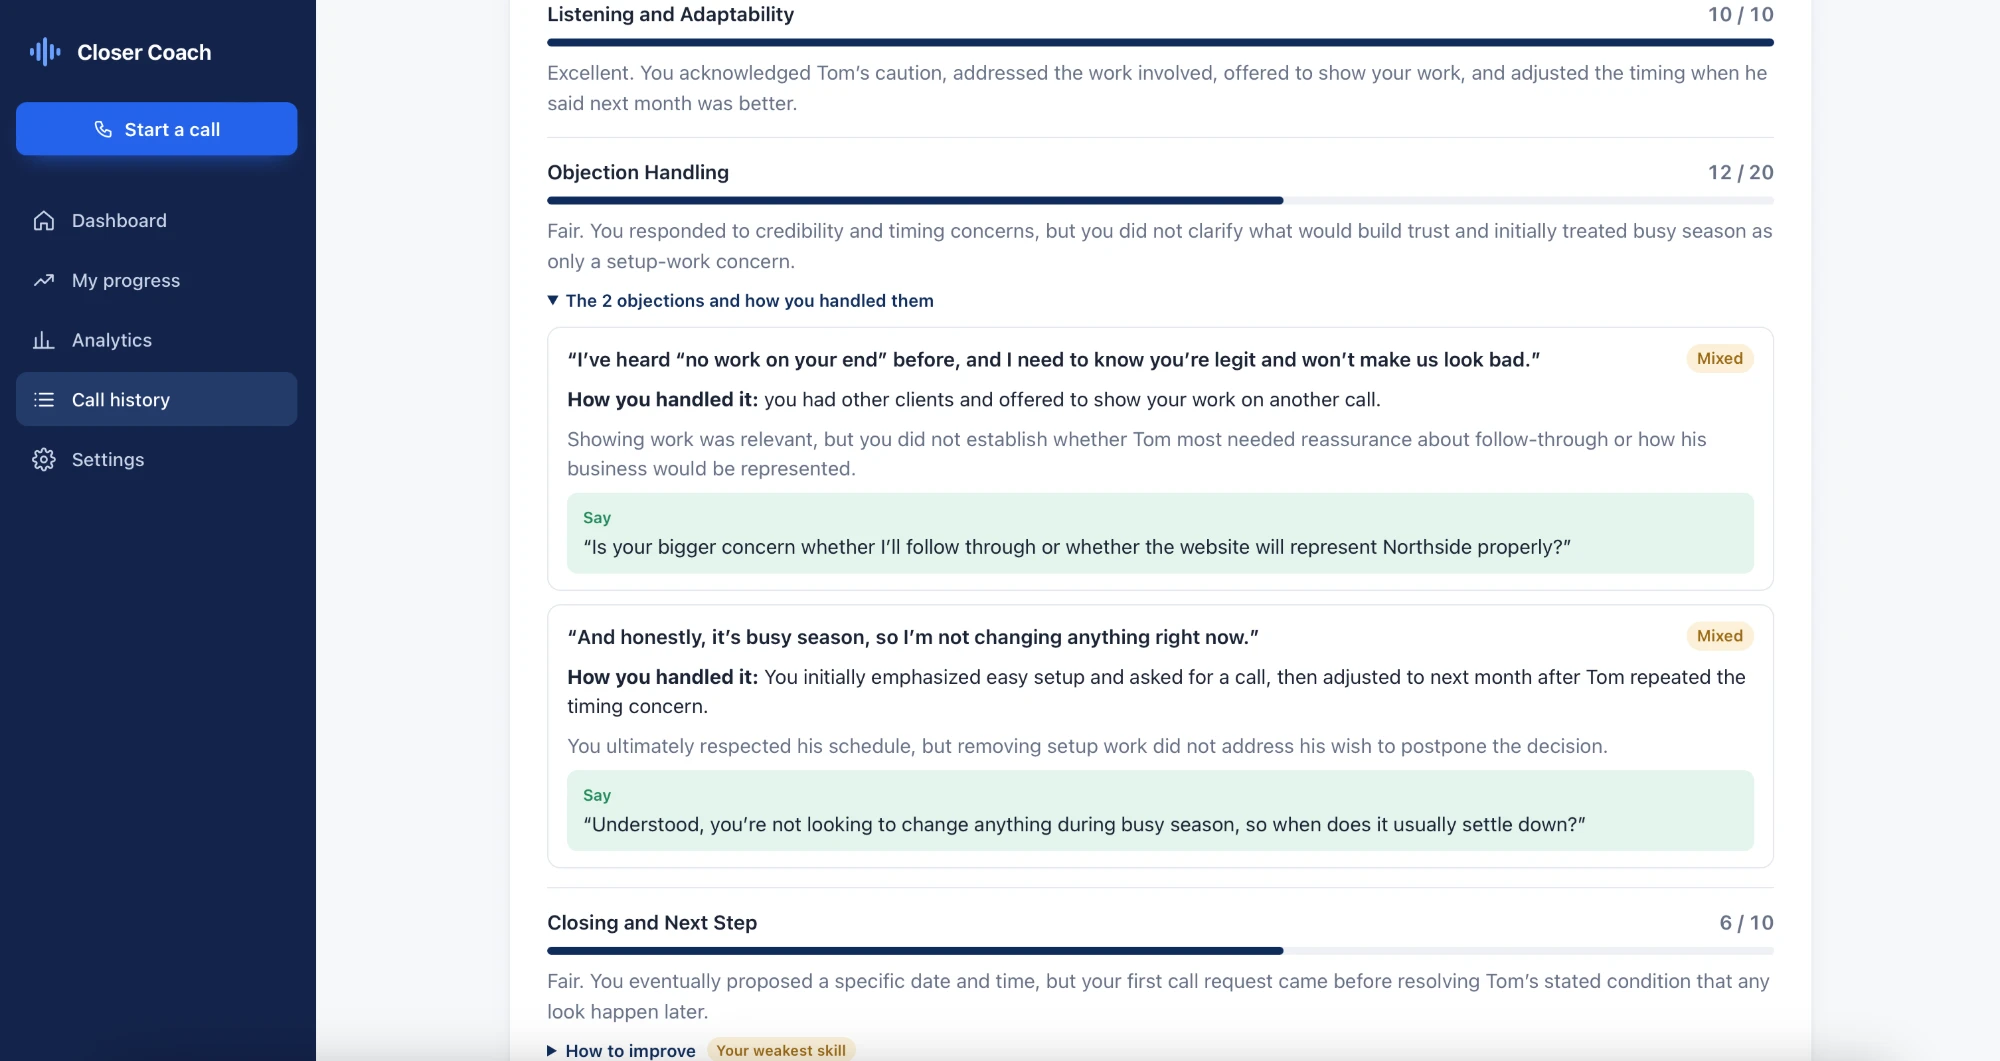 Closer Coach
Start a call
Dashboard
My progress
Analytics
Call history
Settings
Listening and Adaptability
10 / 10
Excellent. You acknowledged Tom’s caution, addressed the work involved, offered to show your work, and adjusted the timing when he
said next month was better.
Objection Handling
12 / 20
Fair. You responded to credibility and timing concerns, but you did not clarify what would build trust and initially treated busy season as
only a setup-work concern.
The 2 objections and how you handled them
“I’ve heard “no work on your end” before, and I need to know you’re legit and won’t make us look bad.”
Mixed
How you handled it: you had other clients and offered to show your work on another call.
Showing work was relevant, but you did not establish whether Tom most needed reassurance about follow-through or how his
business would be represented.
Say
“Is your bigger concern whether I’ll follow through or whether the website will represent Northside properly?”
“And honestly, it’s busy season, so I’m not changing anything right now.”
Mixed
How you handled it: You initially emphasized easy setup and asked for a call, then adjusted to next month after Tom repeated the
timing concern.
You ultimately respected his schedule, but removing setup work did not address his wish to postpone the decision.
Say
“Understood, you’re not looking to change anything during busy season, so when does it usually settle down?”
Closing and Next Step
6 / 10
Fair. You eventually proposed a specific date and time, but your first call request came before resolving Tom’s stated condition that any
look happen later.
How to improve
Your weakest skill